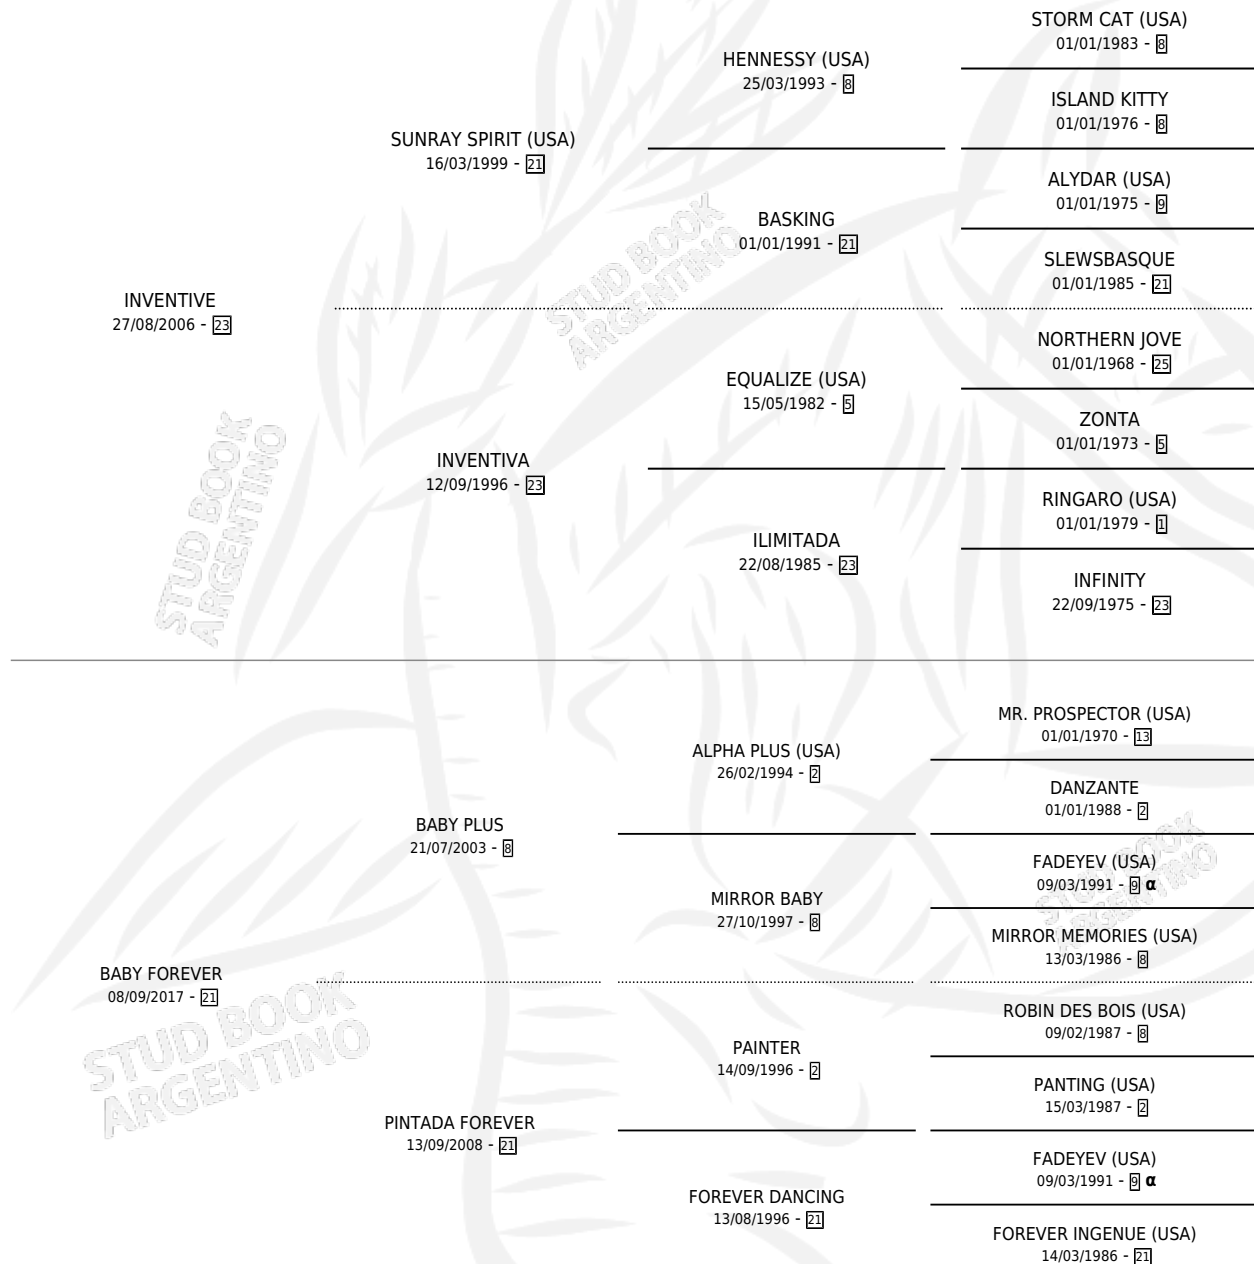 STORM CAT (USA)
01/01/1983 - 8
HENNESSY (USA)
25/03/1993 - 8
ISLAND KITTY
01/01/1976 - 8
SUNRAY SPIRIT (USA)
16/03/1999 - 21
ALYDAR (USA)
01/01/1975 - 9
BASKING
01/01/1991 - 21
SLEWSBASQUE
01/01/1985 - 21
INVENTIVE
27/08/2006 - 23
NORTHERN JOVE
01/01/1968 - 25
EQUALIZE (USA)
15/05/1982 - 5
ZONTA
01/01/1973 - 5
INVENTIVA
12/09/1996 - 23
RINGARO (USA)
01/01/1979 - 1
ILIMITADA
22/08/1985 - 23
INFINITY
22/09/1975 - 23
MR. PROSPECTOR (USA)
01/01/1970 - 13
ALPHA PLUS (USA)
26/02/1994 - 2
DANZANTE
01/01/1988 - 2
BABY PLUS
21/07/2003 - 8
FADEYEV (USA)
09/03/1991 - 9 α
MIRROR BABY
27/10/1997 - 8
MIRROR MEMORIES (USA)
13/03/1986 - 8
BABY FOREVER
08/09/2017 - 21
ROBIN DES BOIS (USA)
09/02/1987 - 8
PAINTER
14/09/1996 - 2
PANTING (USA)
15/03/1987 - 2
PINTADA FOREVER
13/09/2008 - 21
FADEYEV (USA)
09/03/1991 - 9 α
FOREVER DANCING
13/08/1996 - 21
FOREVER INGENUE (USA)
14/03/1986 - 21
STUD BOOK
ARGENTINO
STUD BOOK
ARGENTINO
STUD BOOK
ARGENTINO
STUD BOOK
ARGENTINO